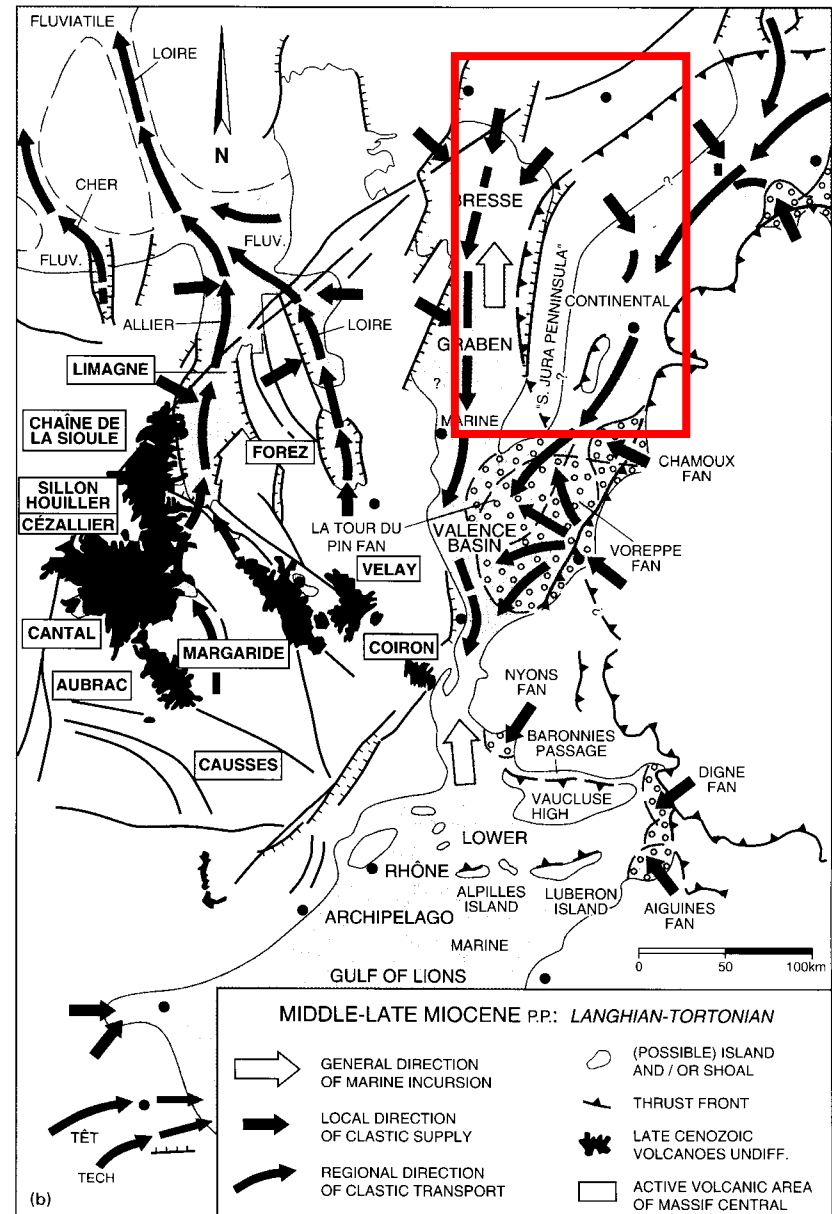 FLUVIATILE
LOIRE
N
CHER
FLUV.
FLUV.
BRESSE
"S. JURA PENNINSULA"
CONTINENTAL
ALLIER
LOIRE
GRABEN
?
?
?
LIMAGNE
CHAÎNE DE
LA SIOULE
FOREZ
MARINE
SILLON
HOUILLER
CÉZALLIER
CHAMOUX
FAN
LA TOUR DU
PIN FAN
VALENCE
BASIN
VOREPPE
FAN
VELAY
?
CANTAL
MARGARIDE
COIRON
AUBRAC
NYONS
FAN
BARONNIES
PASSAGE
CAUSSES
VAUCLUSE
HIGH
DIGNE
FAN
LOWER
RHÔNE
ALPILLES
ISLAND
LUBERON
ISLAND
AIGUINES
FAN
ARCHIPELAGO
MARINE
0 50 100km
GULF OF LIONS
MIDDLE-LATE MIOCENE P.P.: LANGHIAN-TORTONIAN
GENERAL DIRECTION
OF MARINE INCURSION
LOCAL DIRECTION
OF CLASTIC SUPPLY
REGIONAL DIRECTION
OF CLASTIC TRANSPORT
(POSSIBLE) ISLAND
AND / OR SHOAL
THRUST FRONT
LATE CENOZOIC
VOLCANOES UNDIFF.
ACTIVE VOLCANIC AREA
OF MASSIF CENTRAL
TÊT
TECH
(b)